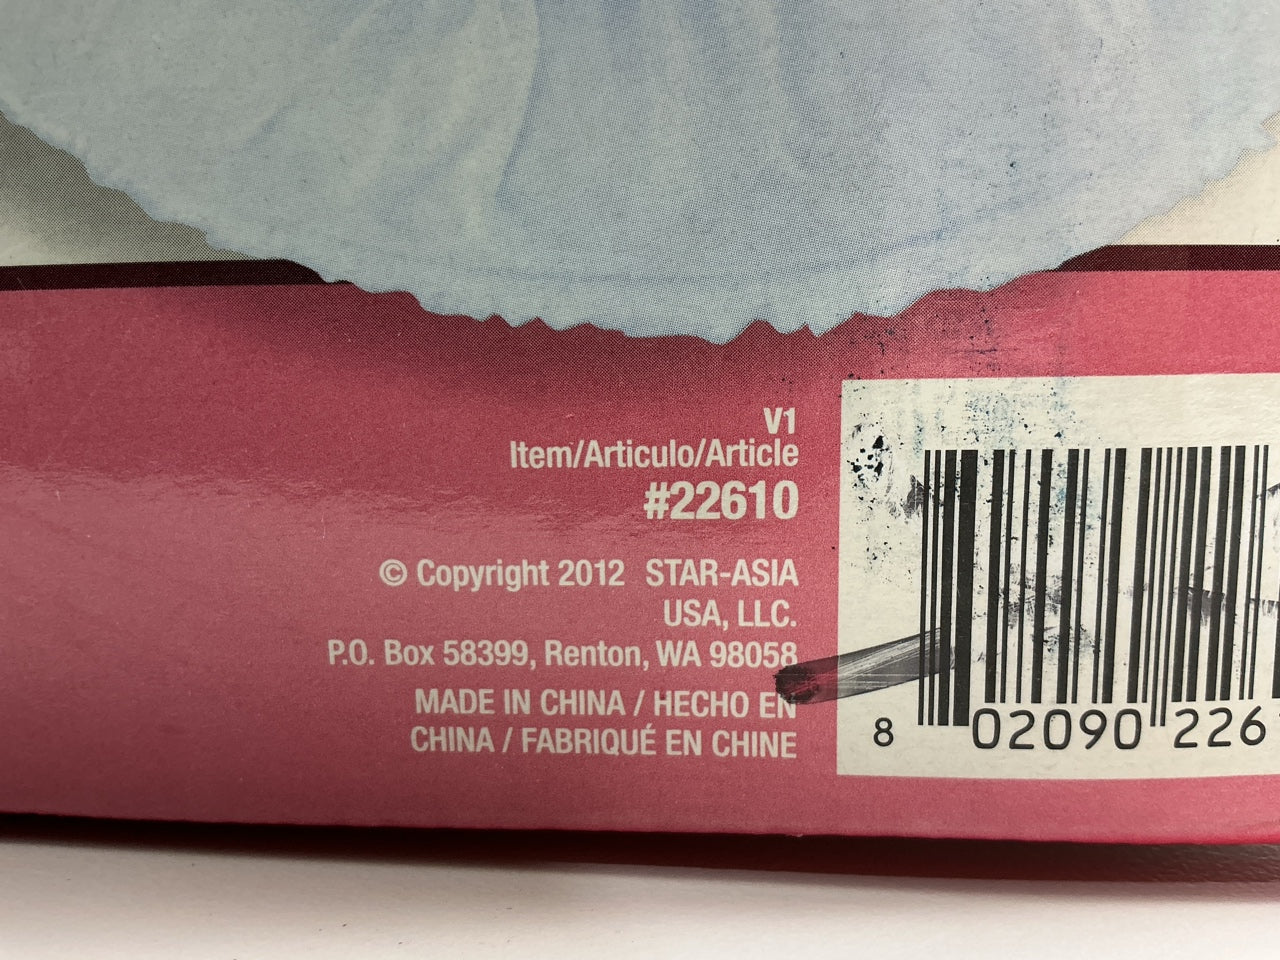 V1
Item/Articulo/Article
#22610
© Copyright 2012 STAR-ASIA
USA, LLC.
P.O. Box 58399, Renton, WA 98058
MADE IN CHINA / HECHO EN
CHINA / FABRIQUÉ EN CHINE
8 02090 226